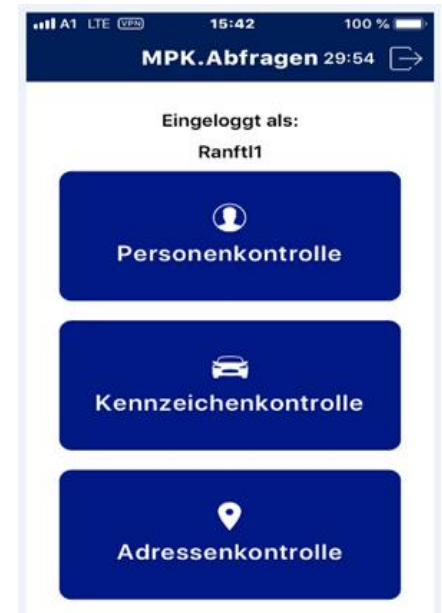 A1 LTE VPN 15:42 100 %
MPK.Abfragen 29:54
Eingeloggt als:
Ranftl1
Personenkontrolle
Kennzeichenkontrolle
Adressenkontrolle